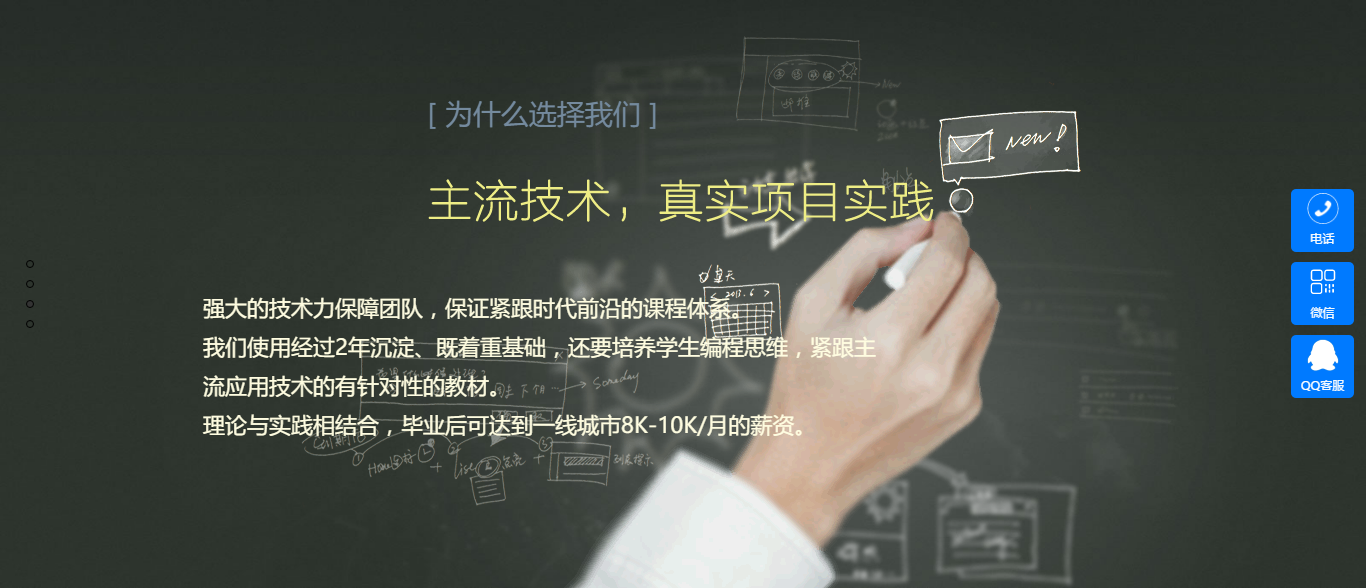 [ 为什么选择我们 ]
New!
主流技术，真实项目实践
2013.6
强大的技术力保障团队，保证紧跟时代前沿的课程体系。
我们使用经过2年沉淀、既着重基础，还要培养学生编程思维，紧跟主
流应用技术的有针对性的教材。
Someday
理论与实践相结合，毕业后可达到一线城市8K-10K/月的薪资。
电话
微信
QQ客服